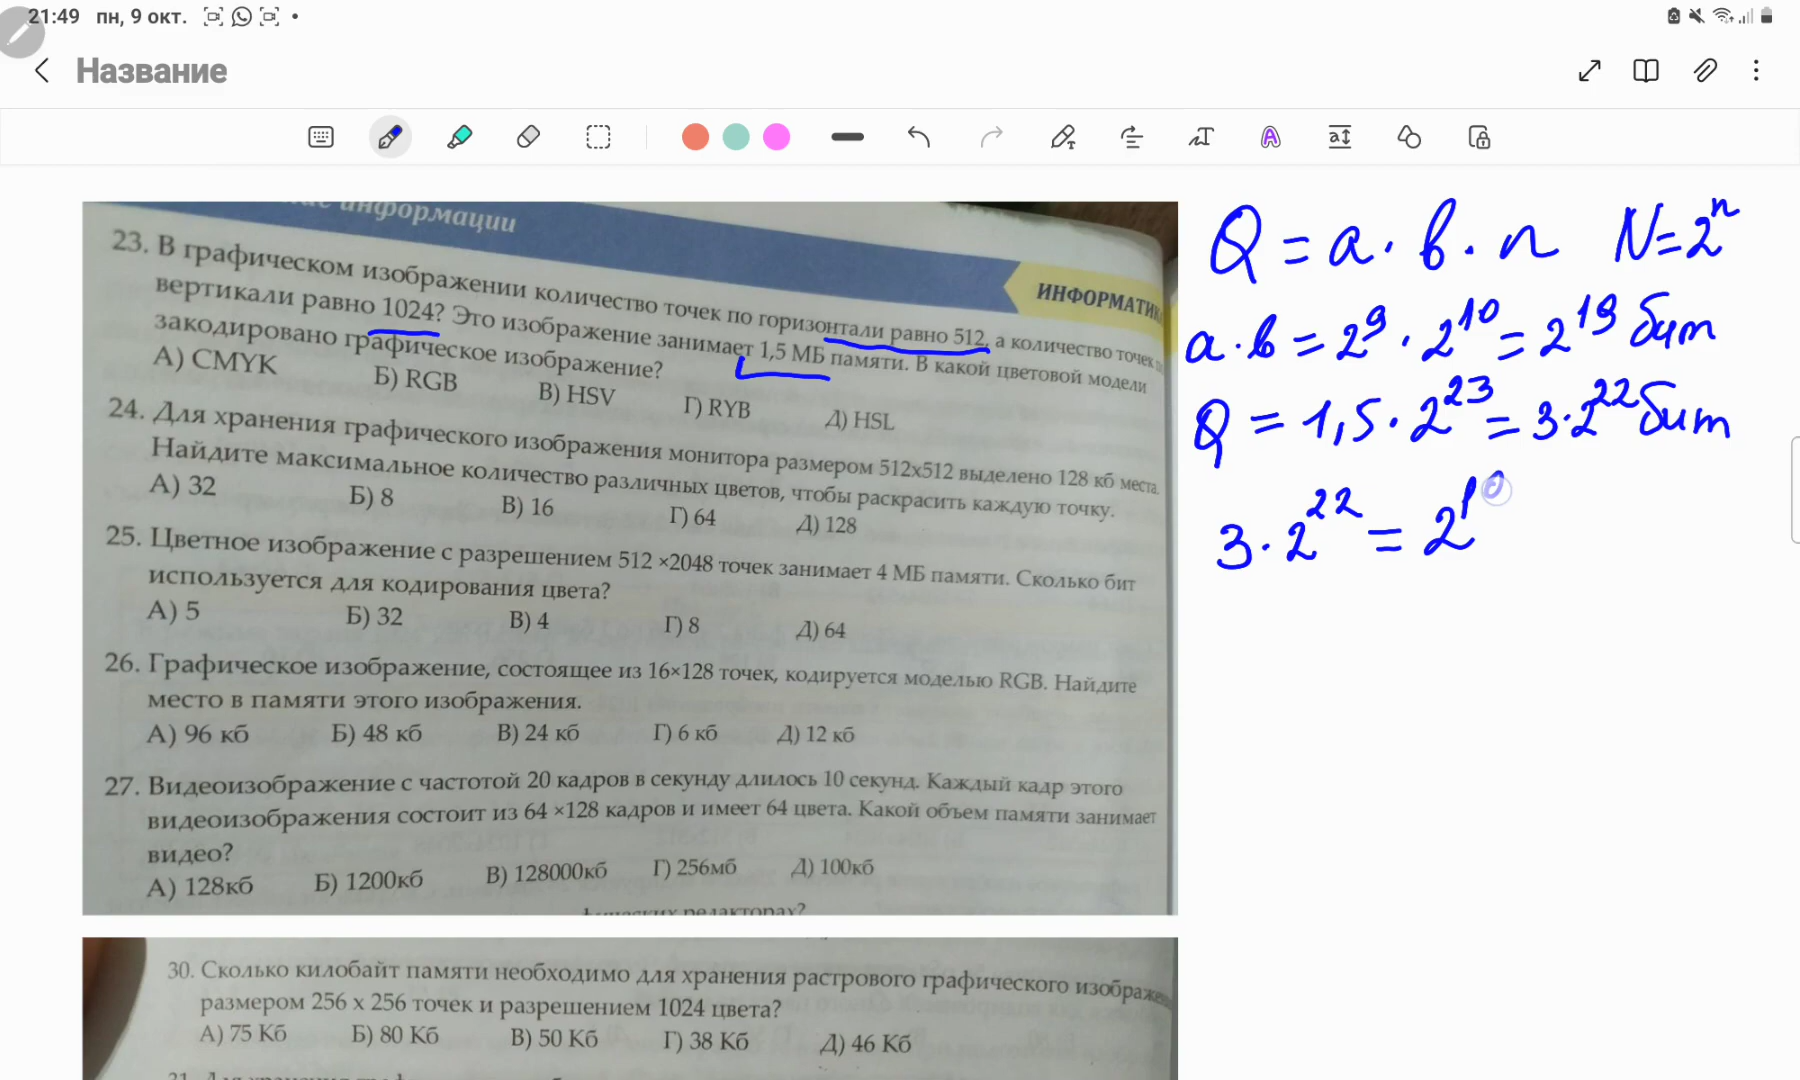 21:49 пн, 9 окт.
Название
ние информации
ИНФОРМАТИК
23. В графическом изображении количество точек по горизонтали равно 512, а количество точек
вертикали равно 1024? Это изображение занимает 1,5 МБ памяти. В какой цветовой модели
закодировано графическое изображение?
А) CMYK Б) RGB В) HSV Г) RYB Д) HSL
24. Для хранения графического изображения монитора размером 512x512 выделено 128 кб места.
Найдите максимальное количество различных цветов, чтобы раскрасить каждую точку.
А) 32 Б) 8 В) 16 Г) 64 Д) 128
25. Цветное изображение с разрешением 512 ×2048 точек занимает 4 МБ памяти. Сколько бит
используется для кодирования цвета?
А) 5 Б) 32 В) 4 Г) 8 Д) 64
26. Графическое изображение, состоящее из 16×128 точек, кодируется моделью RGB. Найдите
место в памяти этого изображения.
А) 96 кб Б) 48 кб В) 24 кб Г) 6 кб Д) 12 кб
27. Видеоизображение с частотой 20 кадров в секунду длилось 10 секунд. Каждый кадр этого
видеоизображения состоит из 64 ×128 кадров и имеет 64 цвета. Какой объем памяти занимает
видео?
А) 128кб Б) 1200кб В) 128000кб Г) 256мб Д) 100кб
редакторах?
30. Сколько килобайт памяти необходимо для хранения растрового графического изображе
размером 256 x 256 точек и разрешением 1024 цвета?
А) 75 Кб Б) 80 Кб В) 50 Кб Г) 38 Кб Д) 46 Кб
Q = a · b · n N=2ⁿ
a · b = 2⁹ · 2¹⁰ = 2¹⁹ бит
Q = 1,5 · 2²³ = 3 · 2²² бит
3 · 2²² = 2¹